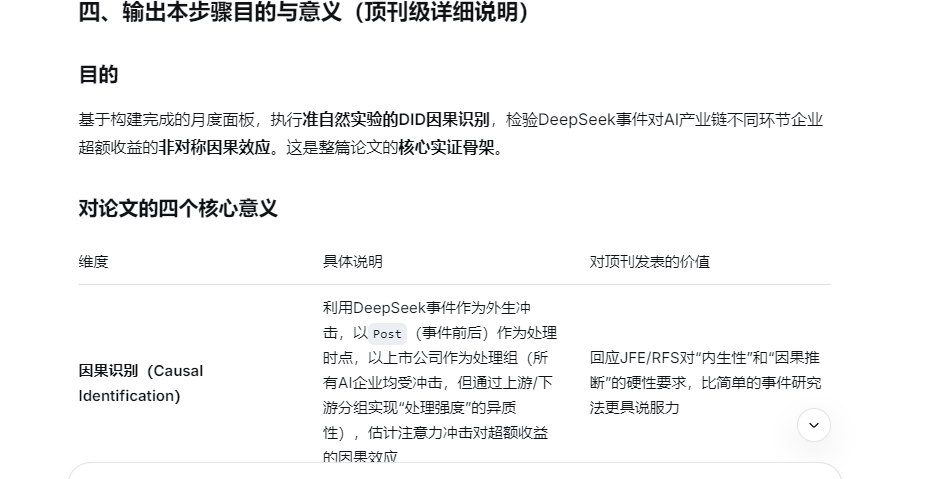 四、输出本步骤目的与意义（顶刊级详细说明）
目的
基于构建完成的月度面板，执行准自然实验的DID因果识别，检验DeepSeek事件对AI产业链不同环节企业
超额收益的非对称因果效应。这是整篇论文的核心实证骨架。
对论文的四个核心意义
维度
具体说明
对顶刊发表的价值
因果识别（Causal
Identification）
利用DeepSeek事件作为外生冲
击，以 Post （事件前后）作为处理
时点，以上市公司作为处理组（所
有AI企业均受冲击，但通过上游/下
游分组实现“处理强度”的异质
性），估计注意力冲击对超额收益
的因果效应
回应JFE/RFS对“内生性”和“因果推
断”的硬性要求，比简单的事件研究
法更具说服力